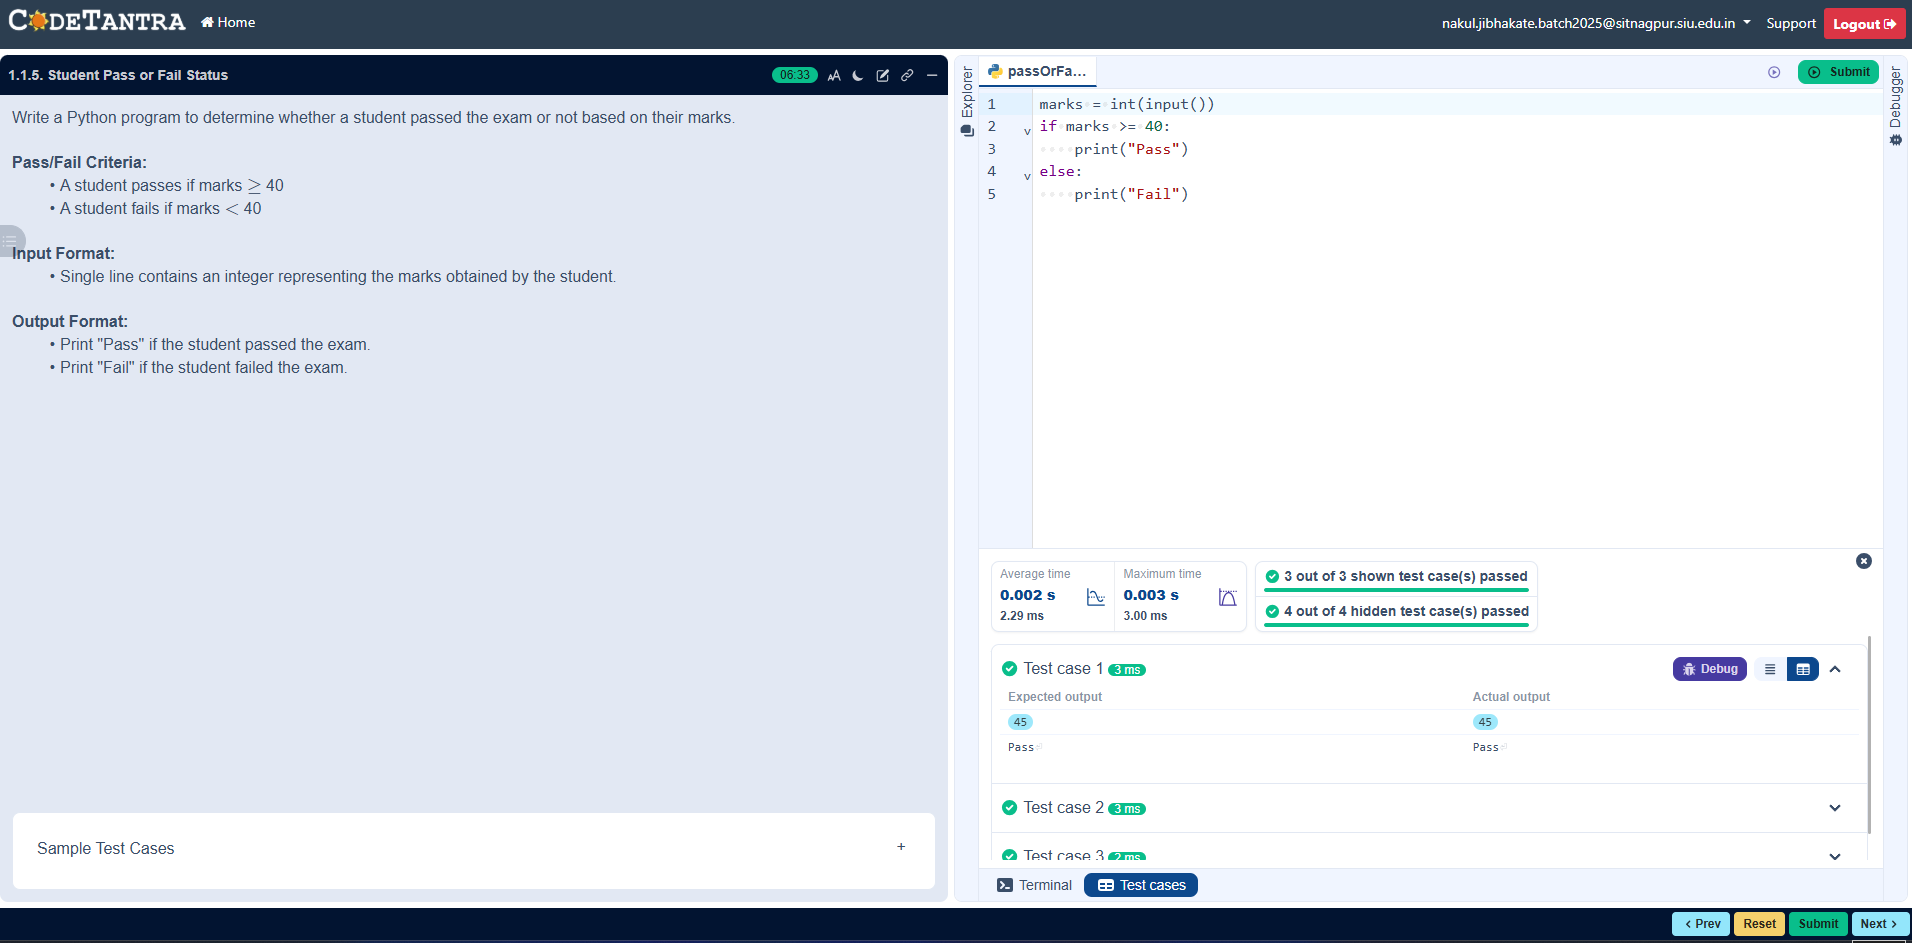 CODETANTRA Home nakul.jibhakate.batch2025@sitnagpur.siu.edu.in Support Logout
1.1.5. Student Pass or Fail Status 06:33
Write a Python program to determine whether a student passed the exam or not based on their marks.
Pass/Fail Criteria:
• A student passes if marks ≥ 40
• A student fails if marks < 40
Input Format:
• Single line contains an integer representing the marks obtained by the student.
Output Format:
• Print "Pass" if the student passed the exam.
• Print "Fail" if the student failed the exam.
Sample Test Cases +
Explorer
passOrFa... Submit
Debugger
1 marks = int(input())
2 if marks >= 40:
3 print("Pass")
4 else:
5 print("Fail")
Average time
0.002 s
2.29 ms
Maximum time
0.003 s
3.00 ms
3 out of 3 shown test case(s) passed
4 out of 4 hidden test case(s) passed
Test case 1 3 ms Debug
Expected output Actual output
45 45
Pass Pass
Test case 2 3 ms
Test case 3 2 ms
Terminal Test cases
< Prev Reset Submit Next >